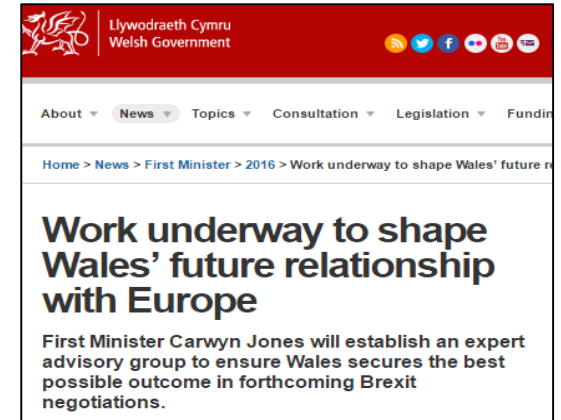 Llywodraeth Cymru
Welsh Government
About News Topics Consultation Legislation Fundin
Home > News > First Minister > 2016 > Work underway to shape Wales' future r
Work underway to shape
Wales' future relationship
with Europe
First Minister Carwyn Jones will establish an expert
advisory group to ensure Wales secures the best
possible outcome in forthcoming Brexit
negotiations.